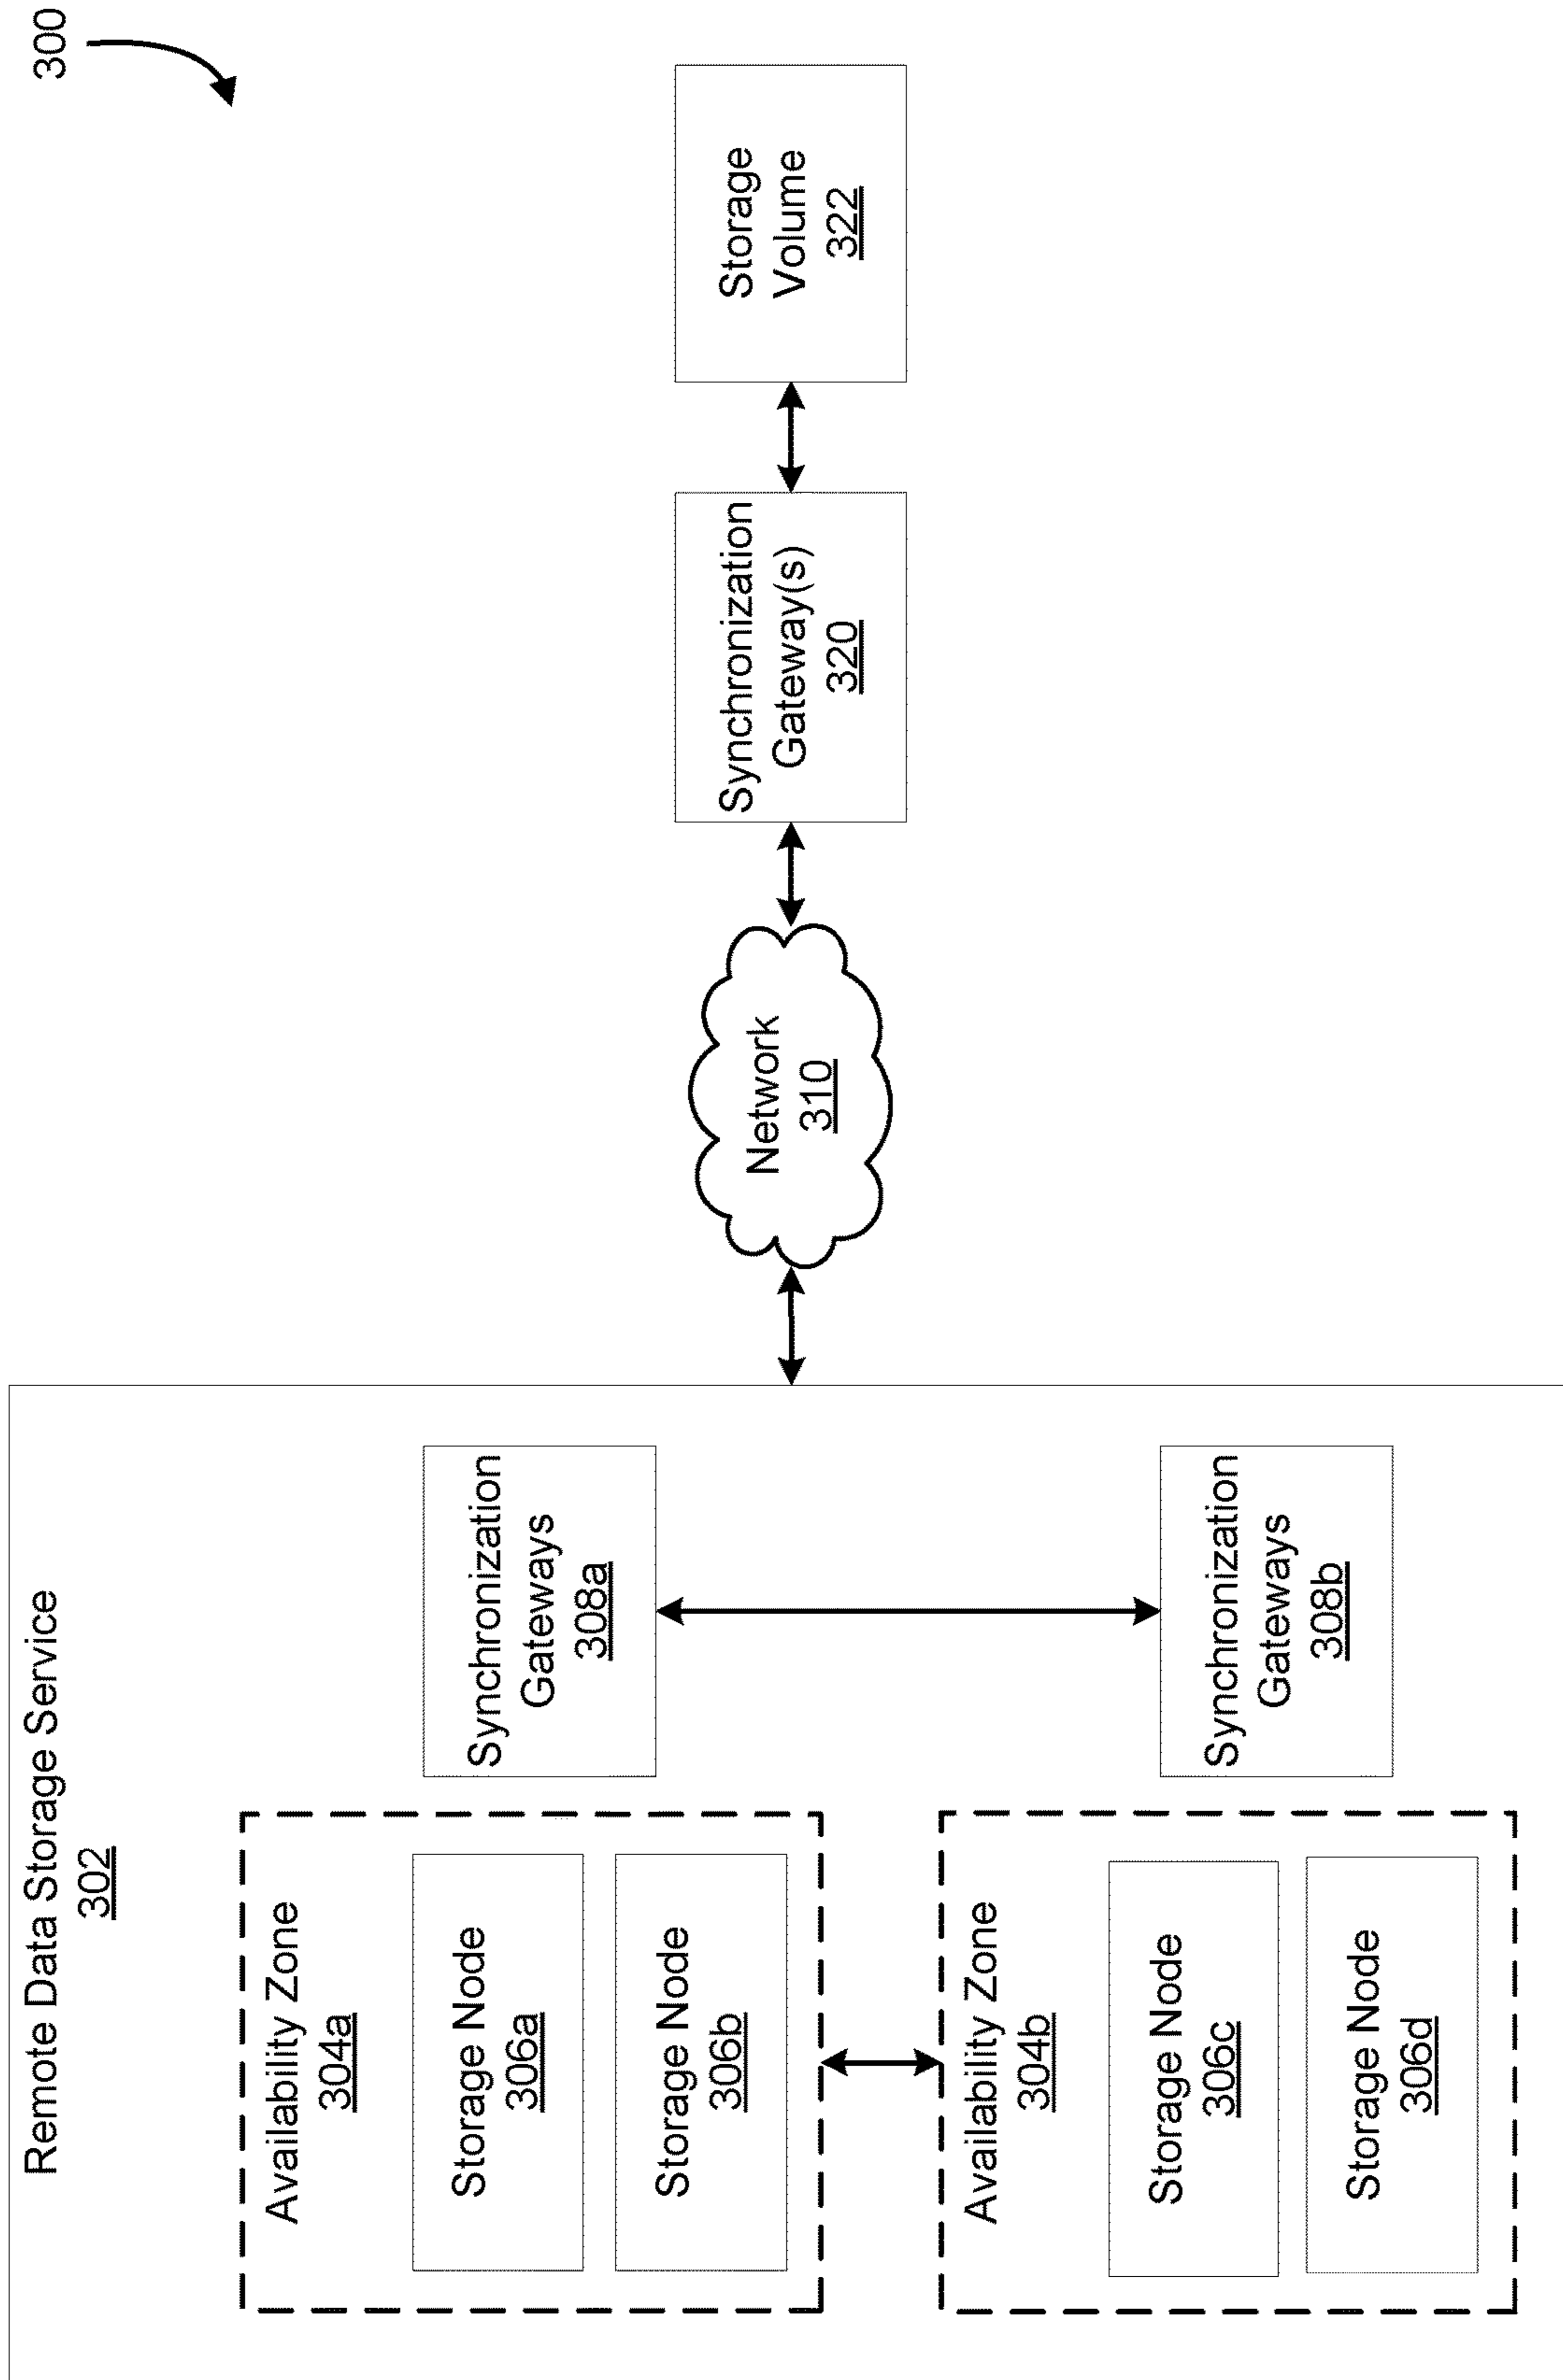 300
Remote Data Storage Service
302
Availability Zone
304a
Storage Node
306a
Storage Node
306b
Synchronization
Gateways
308a
Availability Zone
304b
Storage Node
306c
Storage Node
306d
Synchronization
Gateways
308b
Network
310
Synchronization
Gateway(s)
320
Storage
Volume
322